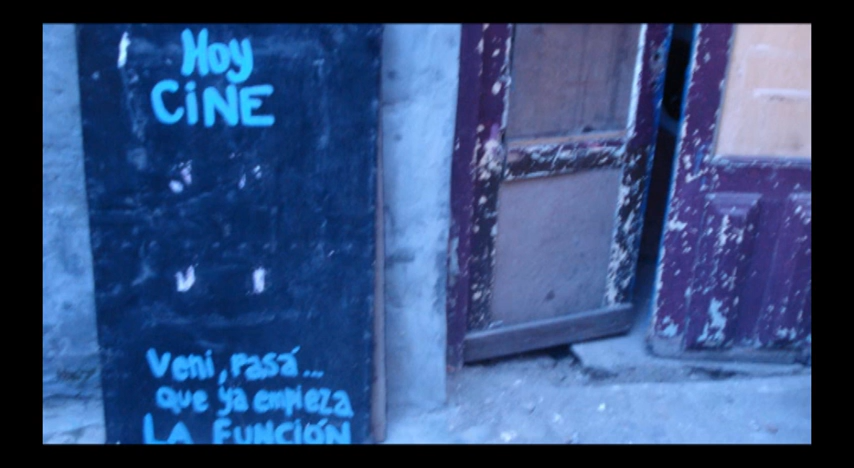 Hoy
CiNE
Veni, pasá...
que ya empieza
LA FUNCIÓN